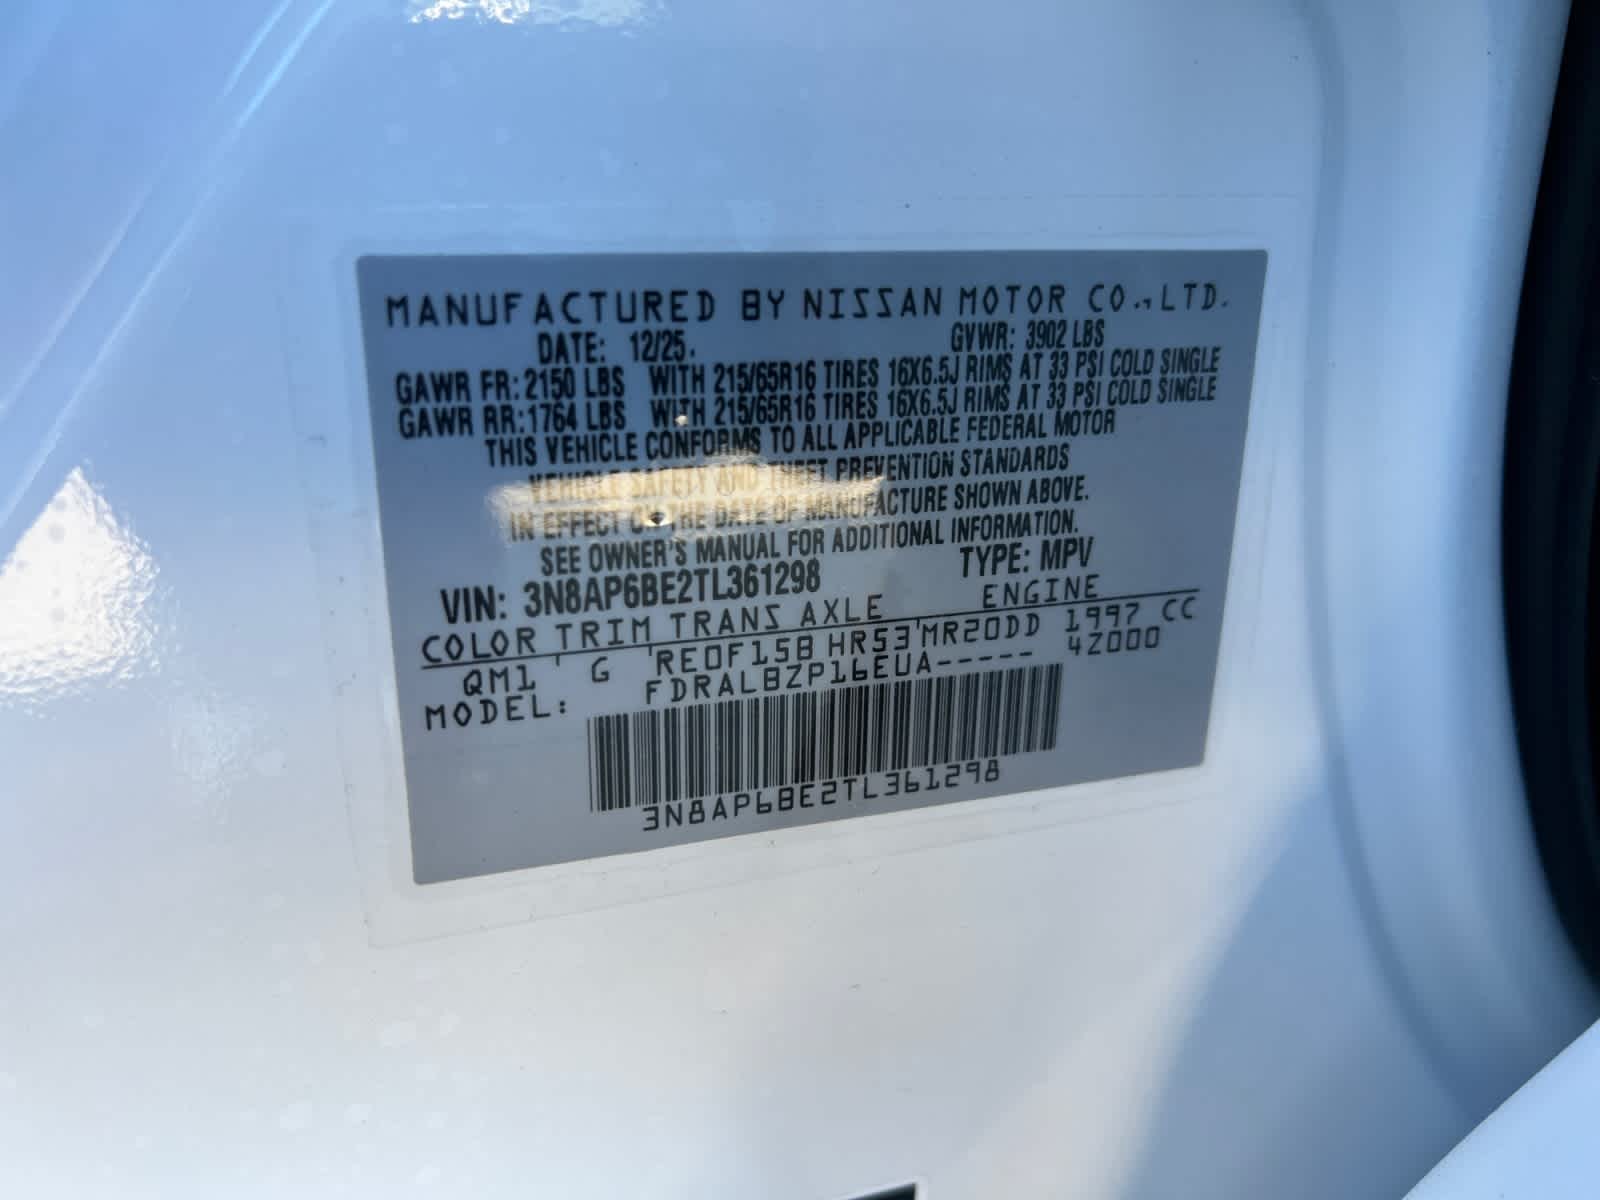 MANUFACTURED BY NISSAN MOTOR CO.,LTD.
DATE: 12/25. GVWR: 3902 LBS
GAWR FR: 2150 LBS WITH 215/65R16 TIRES 16X6.5J RIMS AT 33 PSI COLD SINGLE
GAWR RR: 1764 LBS WITH 215/65R16 TIRES 16X6.5J RIMS AT 33 PSI COLD SINGLE
THIS VEHICLE CONFORMS TO ALL APPLICABLE FEDERAL MOTOR
VEHICLE SAFETY AND THEFT PREVENTION STANDARDS
IN EFFECT ON THE DATE OF MANUFACTURE SHOWN ABOVE.
SEE OWNER'S MANUAL FOR ADDITIONAL INFORMATION.
VIN: 3N8AP6BE2TL361298 TYPE: MPV
COLOR TRIM TRANS AXLE ENGINE
QM1 G RE0F15B HR53 MR20DD 1997 CC
MODEL: FDRALBZP16EUA----- 4Z000
3N8AP6BE2TL361298